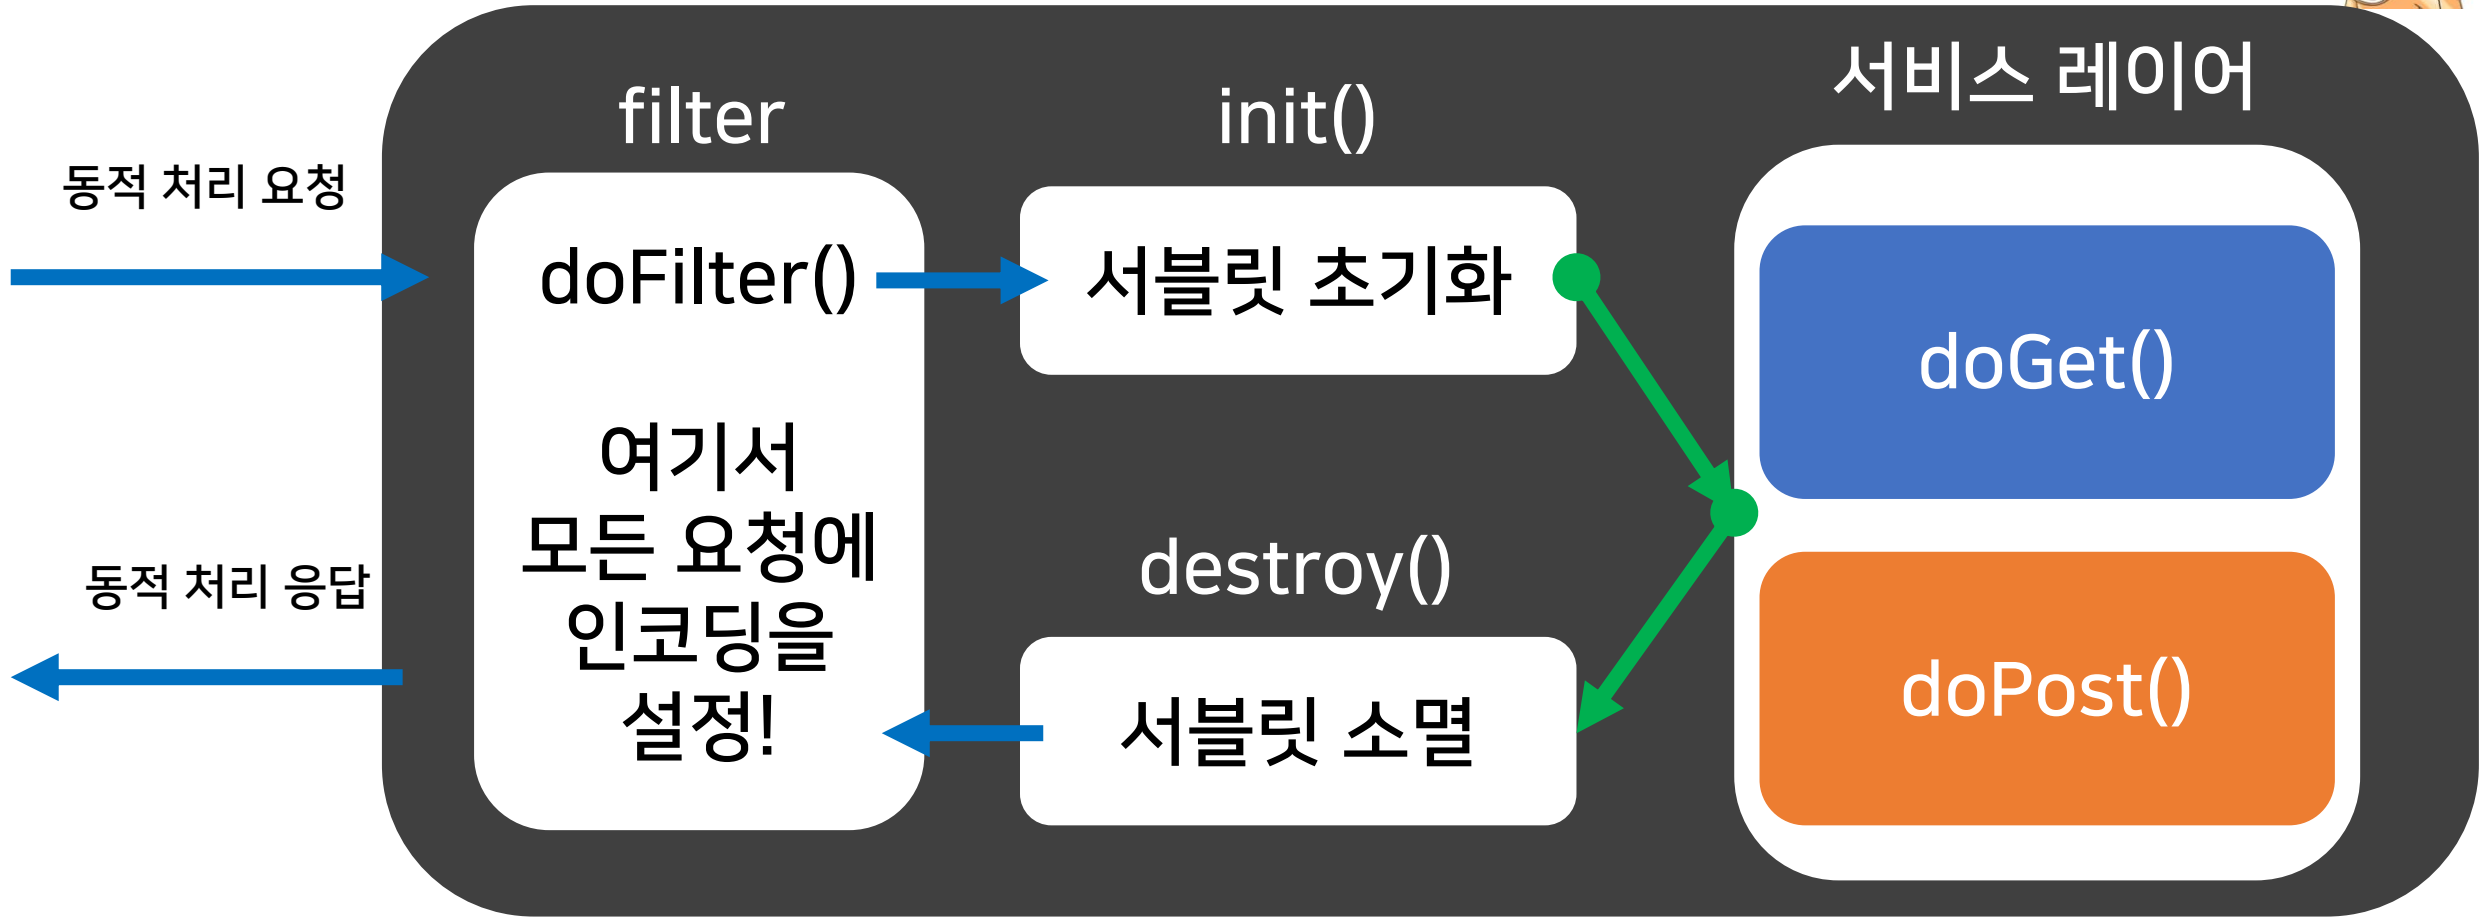 동적 처리 요청
동적 처리 응답
filter
doFilter()
여기서
모든 요청에
인코딩을
설정!
init()
서블릿 초기화
destroy()
서블릿 소멸
서비스 레이어
doGet()
doPost()